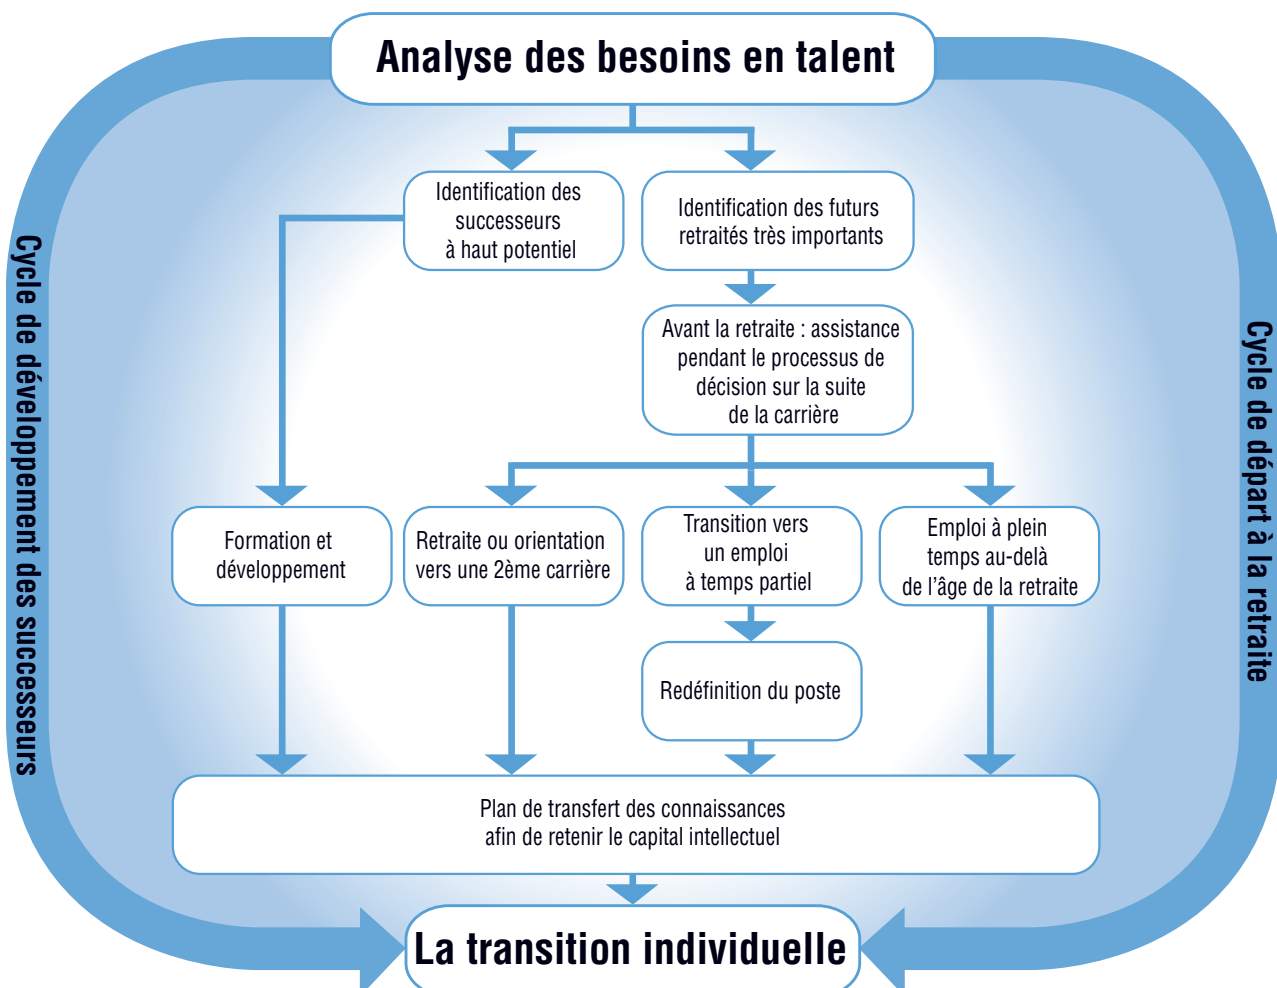 Analyse des besoins en talent
Identification des
successeurs
à haut potentiel
Identification des futurs
retraités très importants
Avant la retraite : assistance
pendant le processus de
décision sur la suite
de la carrière
Formation et
développement
Retraite ou orientation
vers une 2ème carrière
Transition vers
un emploi
à temps partiel
Emploi à plein
temps au-delà
de l'âge de la retraite
Redéfinition du poste
Plan de transfert des connaissances
afin de retenir le capital intellectuel
La transition individuelle
Cycle de développement des successeurs
Cycle de départ à la retraite